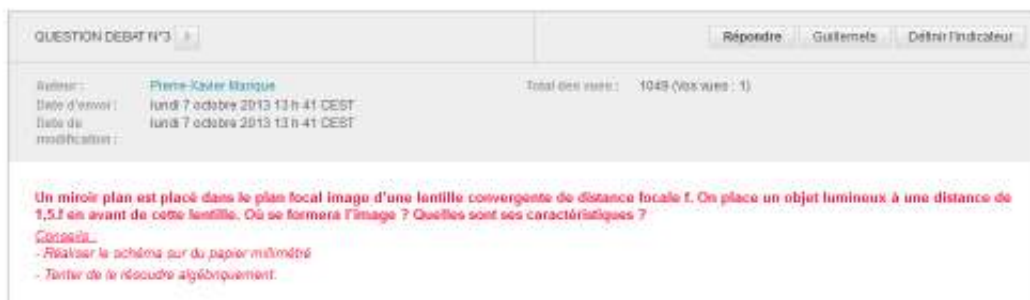 QUESTION DEBAT N°3
Répondre Guillemets Définir l'indicateur
Auteur : Pierre-Xavier Marique
Total des vues : 1049 (Vos vues : 1)
Date d'envoi : lundi 7 octobre 2013 13 h 41 CEST
Date de modification : lundi 7 octobre 2013 13 h 41 CEST
Un miroir plan est placé dans le plan focal image d'une lentille convergente de distance focale f. On place un objet lumineux à une distance de
1,5.f en avant de cette lentille. Où se formera l'image ? Quelles sont ses caractéristiques ?
Conseils :
- Réaliser le schéma sur du papier millimétré
- Tenter de le résoudre algébriquement.